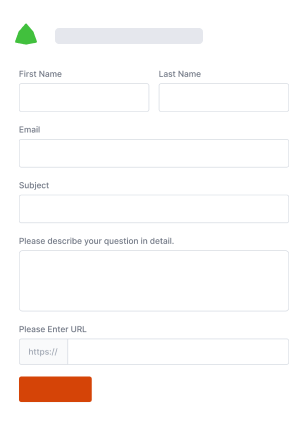 First Name
Last Name
Email
Subject
Please describe your question in detail.
Please Enter URL
https://